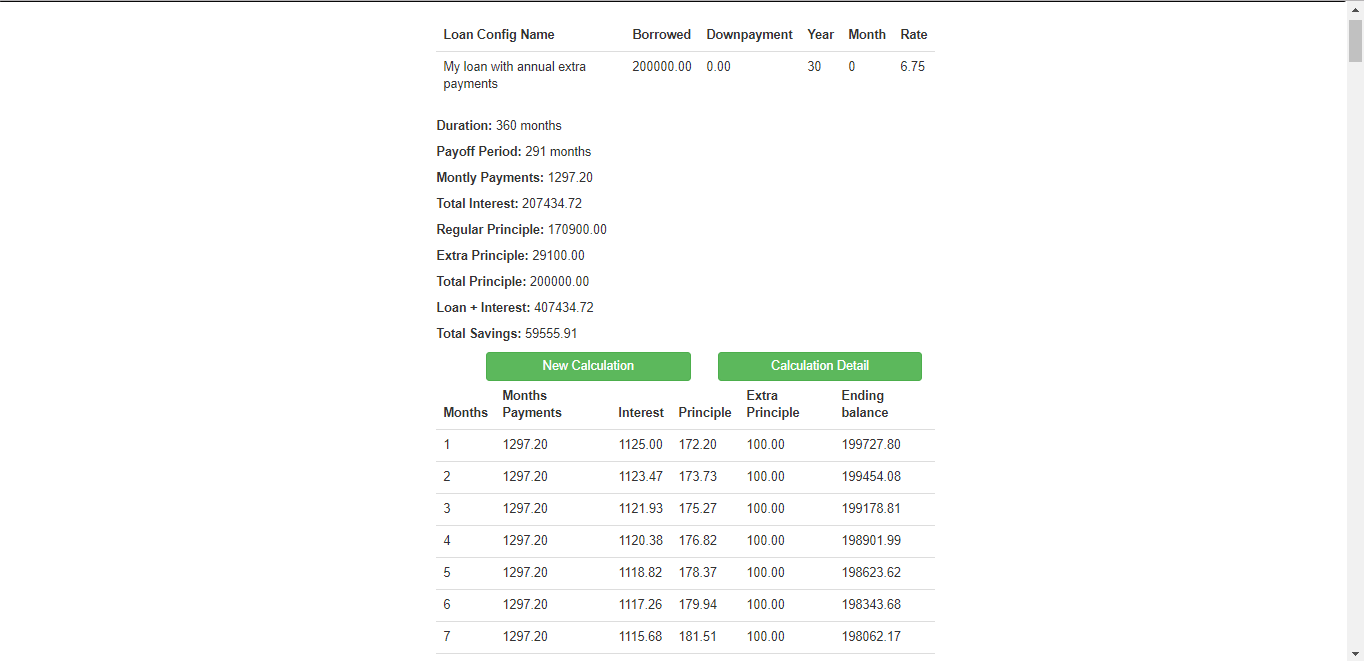 Loan Config Name Borrowed Downpayment Year Month Rate
My loan with annual extra payments 200000.00 0.00 30 0 6.75
Duration: 360 months
Payoff Period: 291 months
Montly Payments: 1297.20
Total Interest: 207434.72
Regular Principle: 170900.00
Extra Principle: 29100.00
Total Principle: 200000.00
Loan + Interest: 407434.72
Total Savings: 59555.91
New Calculation Calculation Detail
Months Months Payments Interest Principle Extra Principle Ending balance
1 1297.20 1125.00 172.20 100.00 199727.80
2 1297.20 1123.47 173.73 100.00 199454.08
3 1297.20 1121.93 175.27 100.00 199178.81
4 1297.20 1120.38 176.82 100.00 198901.99
5 1297.20 1118.82 178.37 100.00 198623.62
6 1297.20 1117.26 179.94 100.00 198343.68
7 1297.20 1115.68 181.51 100.00 198062.17